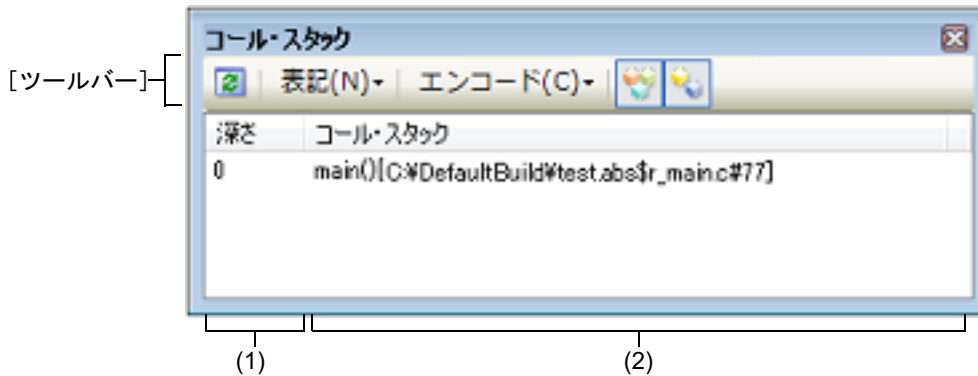 コール・スタック
[ツールバー]
表記(N) エンコード(C)
深さ コール・スタック
0 main()[C:¥DefaultBuild¥test.abs$r_main.c#77]
(1) (2)